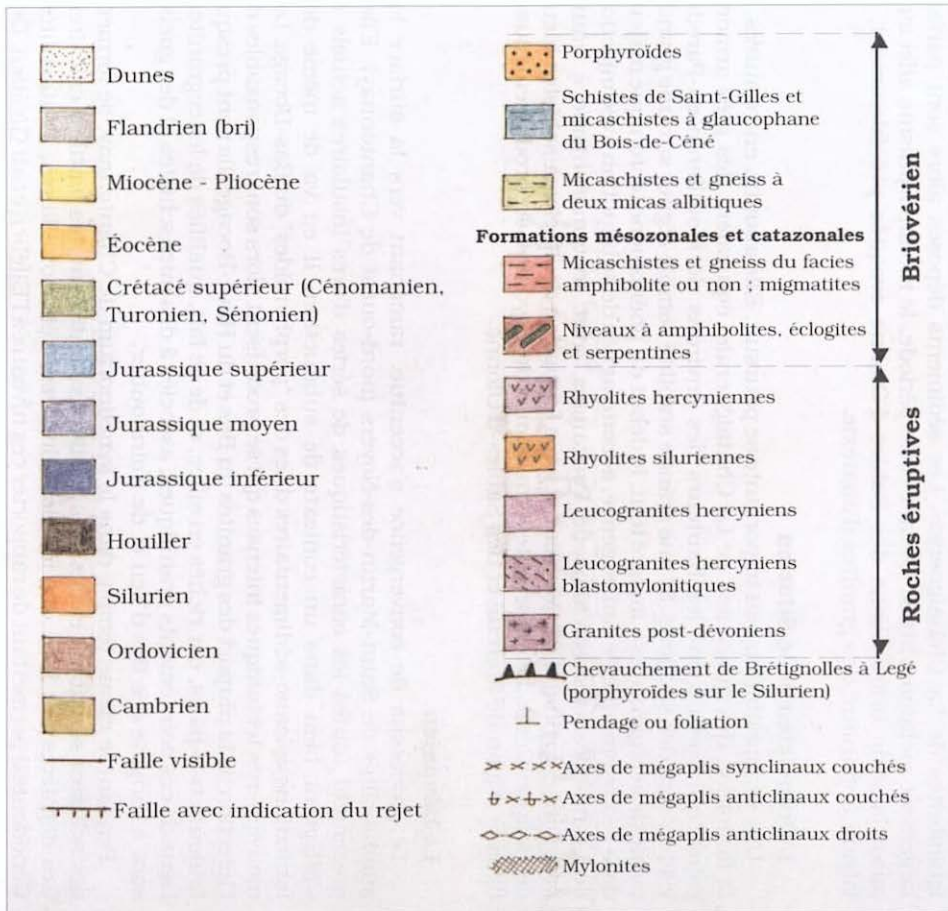 Dunes
Flandrien (bri)
Miocène - Pliocène
Éocène
Crétacé supérieur (Cénomanien,
Turonien, Sénonien)
Jurassique supérieur
Jurassique moyen
Jurassique inférieur
Houiller
Silurien
Ordovicien
Cambrien
Faille visible
Faille avec indication du rejet
Porphyroïdes
Schistes de Saint-Gilles et
micaschistes à glaucophane
du Bois-de-Céné
Micaschistes et gneiss à
deux micas albitiques
Formations mésozonales et catazonales
Micaschistes et gneiss du facies
amphibolite ou non ; migmatites
Niveaux à amphibolites, éclogites
et serpentines
Briovérien
Rhyolites hercyniennes
Rhyolites siluriennes
Leucogranites hercyniens
Leucogranites hercyniens
blastomylonitiques
Granites post-dévoniens
Roches éruptives
Chevauchement de Brétignolles à Legé
(porphyroïdes sur le Silurien)
Pendage ou foliation
Axes de mégaplis synclinaux couchés
Axes de mégaplis anticlinaux couchés
Axes de mégaplis anticlinaux droits
Mylonites